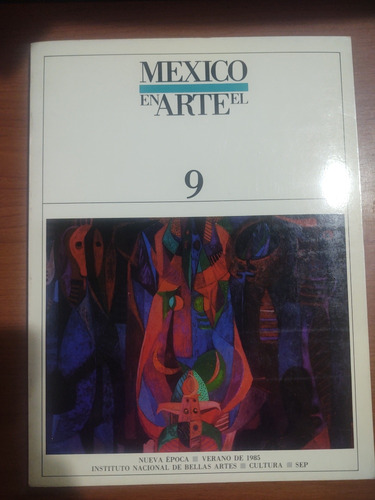 MEXICO
EN ARTE EL
9
NUEVA ÉPOCA ■ VERANO DE 1985
INSTITUTO NACIONAL DE BELLAS ARTES ■ CULTURA ■ SEP